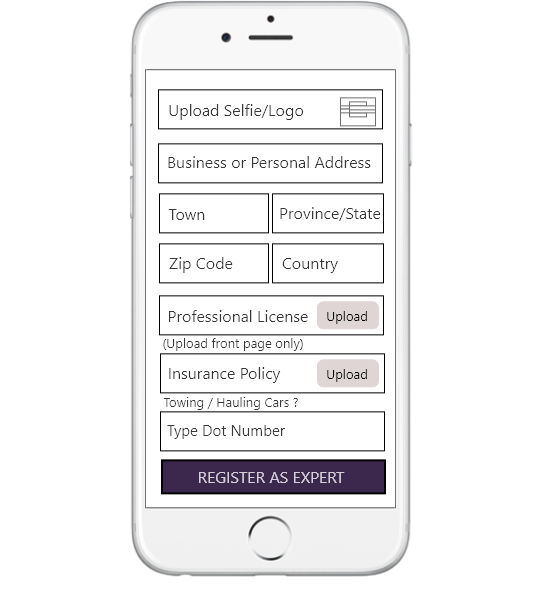 Upload Selfie/Logo
Business or Personal Address
Town
Province/State
Zip Code
Country
Professional License
Upload
(Upload front page only)
Insurance Policy
Upload
Towing / Hauling Cars ?
Type Dot Number
REGISTER AS EXPERT